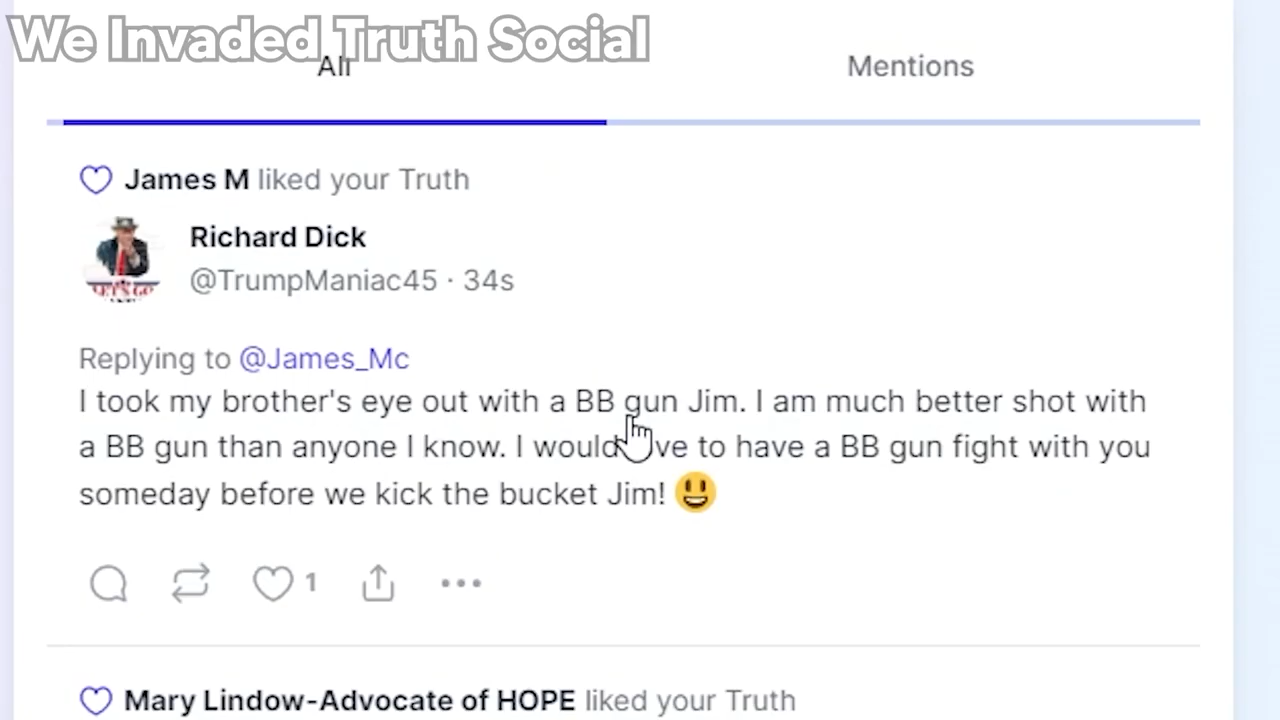 We Invaded Truth Social
All
Mentions
James M liked your Truth
Richard Dick
@TrumpManiac45 · 34s
LET'S GO
Replying to @James_Mc
I took my brother's eye out with a BB gun Jim. I am much better shot with
a BB gun than anyone I know. I would ve to have a BB gun fight with you
someday before we kick the bucket Jim! 😃
1
Mary Lindow-Advocate of HOPE liked your Truth